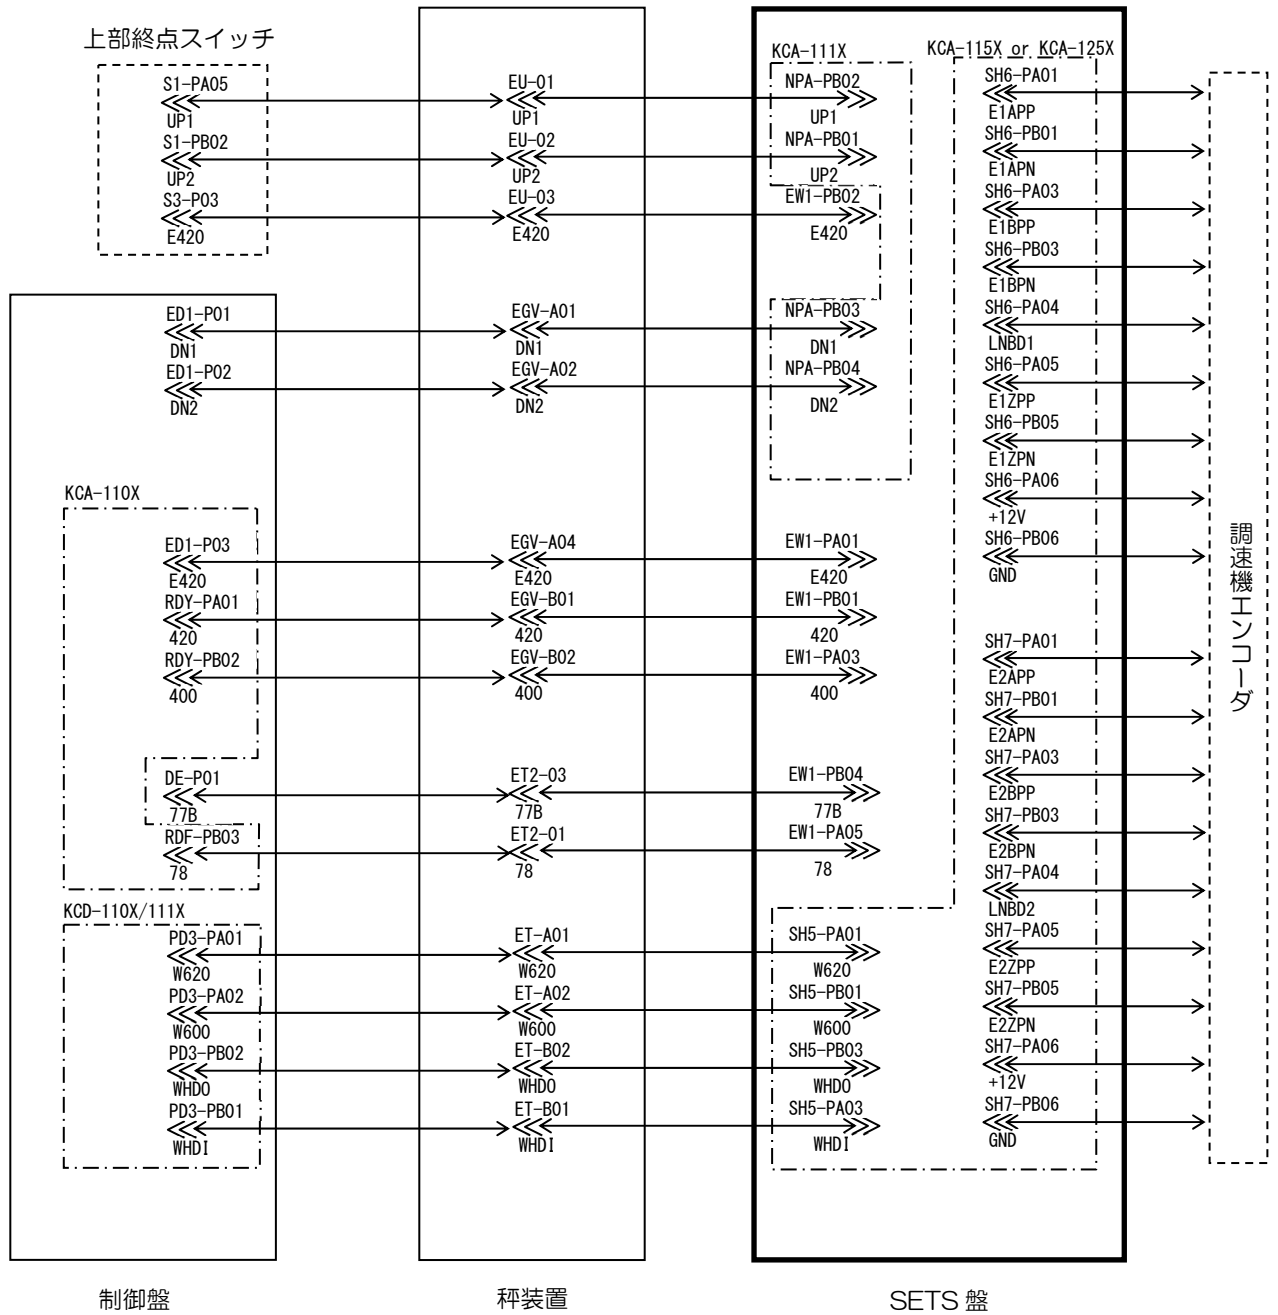 上部終点スイッチ
S1-PA05
UP1
S1-PB02
UP2
S3-P03
E420
ED1-P01
DN1
ED1-P02
DN2
KCA-110X
ED1-P03
E420
RDY-PA01
420
RDY-PB02
400
DE-P01
77B
RDF-PB03
78
KCD-110X/111X
PD3-PA01
W620
PD3-PA02
W600
PD3-PB02
WHDO
PD3-PB01
WHDI
制御盤
EU-01
UP1
EU-02
UP2
EU-03
E420
EGV-A01
DN1
EGV-A02
DN2
EGV-A04
E420
EGV-B01
420
EGV-B02
400
ET2-03
77B
ET2-01
78
ET-A01
W620
ET-A02
W600
ET-B02
WHDO
ET-B01
WHDI
秤装置
KCA-111X
NPA-PB02
UP1
NPA-PB01
UP2
EW1-PB02
E420
NPA-PB03
DN1
NPA-PB04
DN2
EW1-PA01
E420
EW1-PB01
420
EW1-PA03
400
EW1-PB04
77B
EW1-PA05
78
SH5-PA01
W620
SH5-PB01
W600
SH5-PB03
WHDO
SH5-PA03
WHDI
KCA-115X or KCA-125X
SH6-PA01
E1APP
SH6-PB01
E1APN
SH6-PA03
E1BPP
SH6-PB03
E1BPN
SH6-PA04
LNBD1
SH6-PA05
E1ZPP
SH6-PB05
E1ZPN
SH6-PA06
+12V
SH6-PB06
GND
SH7-PA01
E2APP
SH7-PB01
E2APN
SH7-PA03
E2BPP
SH7-PB03
E2BPN
SH7-PA04
LNBD2
SH7-PA05
E2ZPP
SH7-PB05
E2ZPN
SH7-PA06
+12V
SH7-PB06
GND
SETS 盤
調速機エンコーダ